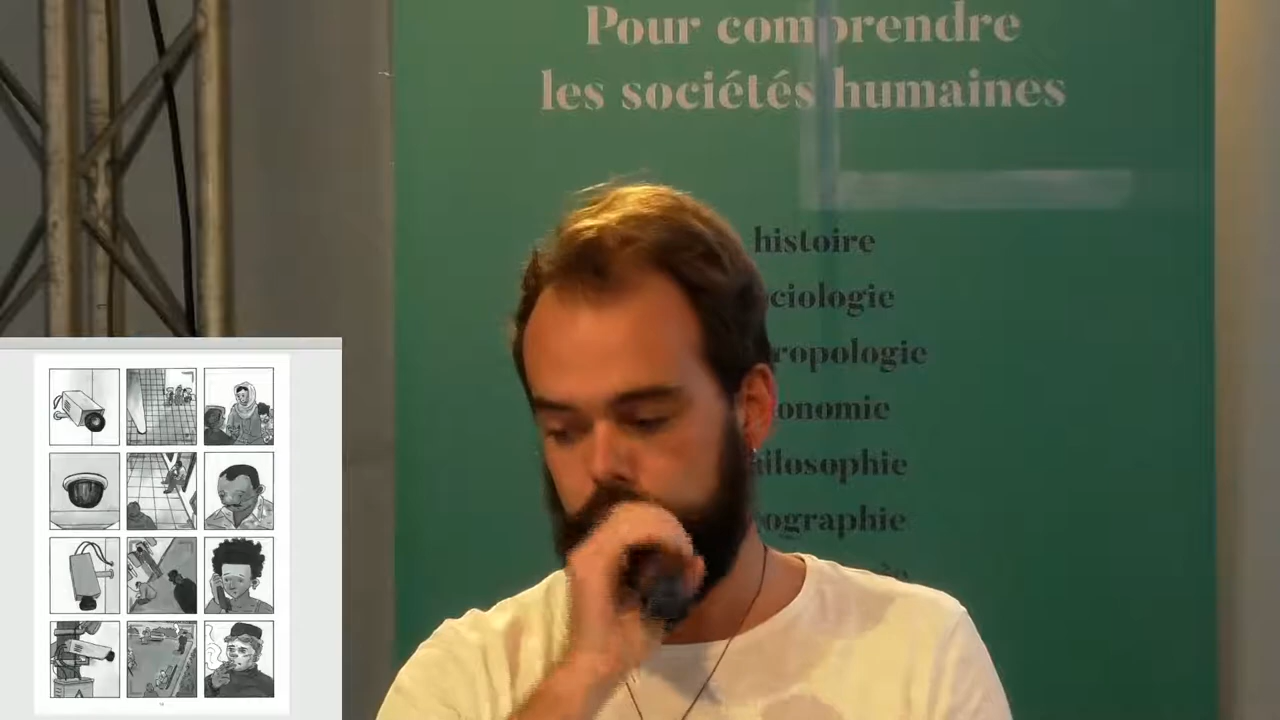 Pour comprendre
les sociétés humaines
histoire
ciologie
ropologie
onomie
ilosophie
ographie